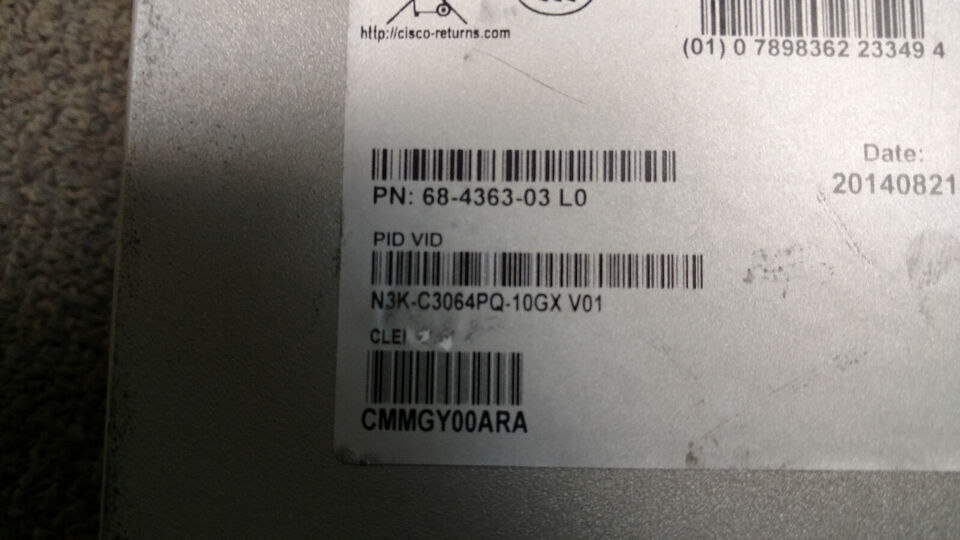 http://cisco-returns.com
(01) 0 7898362 23349 4
Date:
20140821
PN: 68-4363-03 L0
PID VID
N3K-C3064PQ-10GX V01
CLEI
CMMGY00ARA